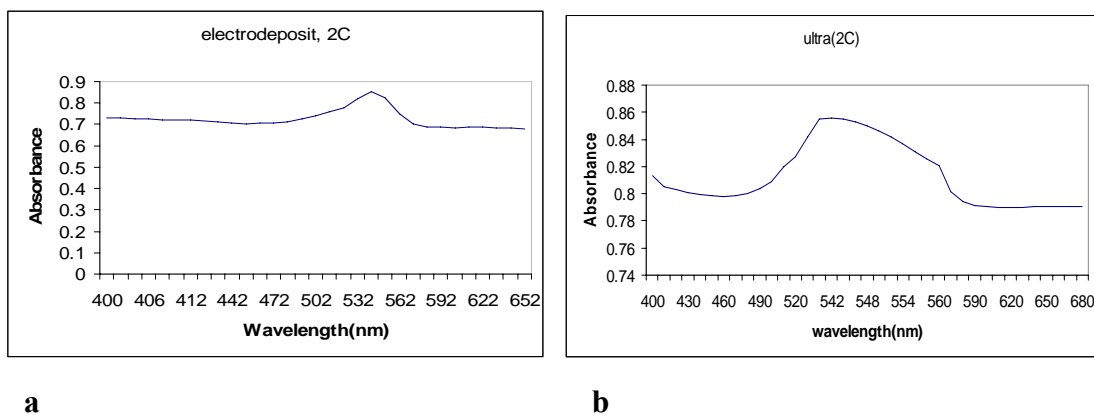 electrodeposit, 2C
Absorbance
0.9
0.8
0.7
0.6
0.5
0.4
0.3
0.2
0.1
0
400 406 412 442 472 502 532 562 592 622 652
Wavelength(nm)
a
ultra(2C)
Absorbance
0.88
0.86
0.84
0.82
0.8
0.78
0.76
0.74
400 430 460 490 520 542 548 554 560 590 620 650 680
wavelength(nm)
b